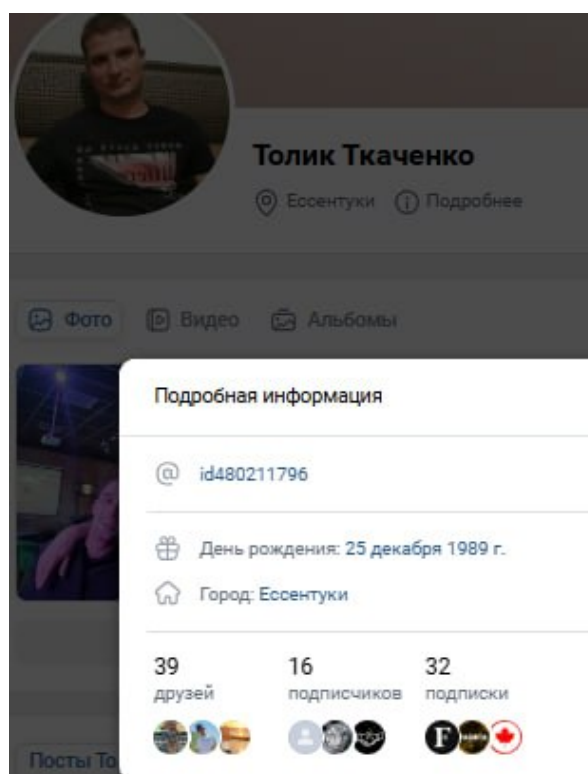 Толик Ткаченко
Ессентуки Подробнее
Фото Видео Альбомы
Подробная информация
id480211796
День рождения: 25 декабря 1989 г.
Город: Ессентуки
39 16 32
друзей подписчиков подписки
F
Посты То